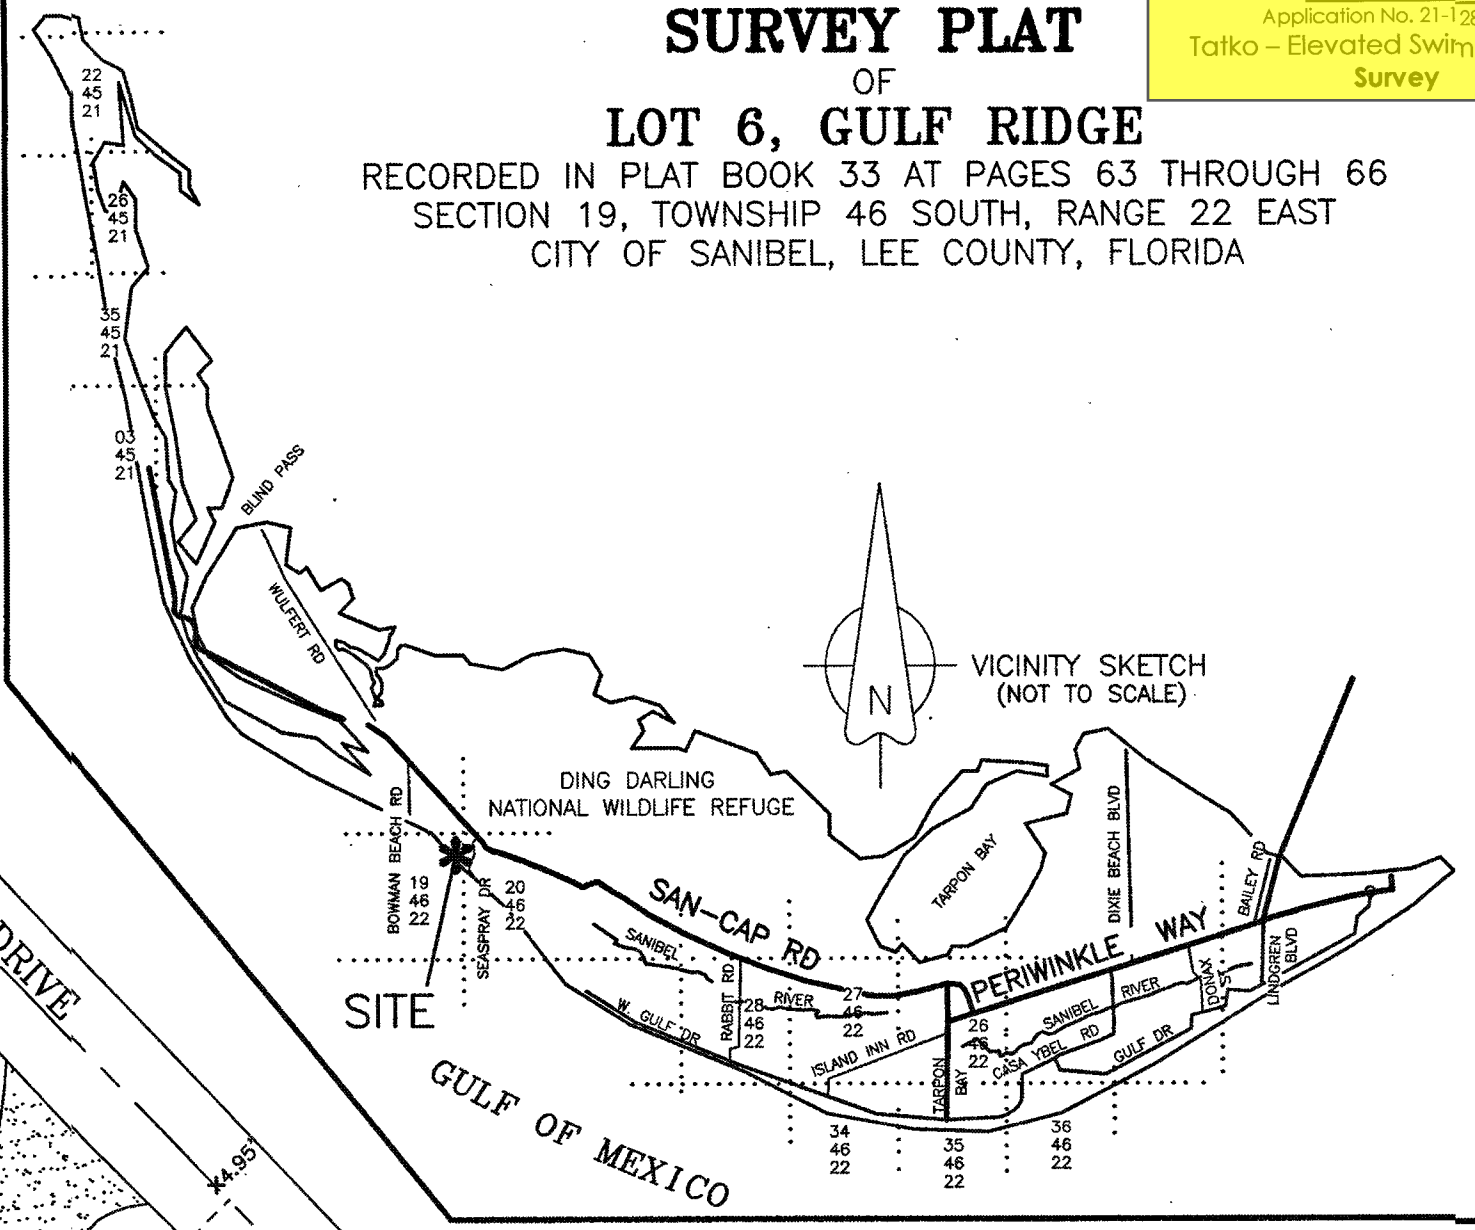 SURVEY PLAT
OF
LOT 6, GULF RIDGE
RECORDED IN PLAT BOOK 33 AT PAGES 63 THROUGH 66
SECTION 19, TOWNSHIP 46 SOUTH, RANGE 22 EAST
CITY OF SANIBEL, LEE COUNTY, FLORIDA
Application No. 21-128
Tatko – Elevated Swim
Survey
22
45
21
26
45
21
35
45
21
03
45
21
BLIND PASS
WULFERT RD
N
VICINITY SKETCH
(NOT TO SCALE)
DING DARLING
NATIONAL WILDLIFE REFUGE
BOWMAN BEACH RD
19
46
22
SEASPRAY DR
20
46
22
SITE
SAN-CAP RD
SANIBEL
RIVER
W. GULF DR
RABBIT RD
28
46
22
27
46
22
ISLAND INN RD
TARPON BAY
TARPON
BAY
26
46
22
PERIWINKLE WAY
DIXIE BEACH BLVD
BAILEY RD
SANIBEL
RIVER
CASA YBEL RD
GULF DR
DONAX
ST
LINDGREN
BLVD
34
46
22
35
46
22
36
46
22
GULF OF MEXICO
DRIVE
4.95'